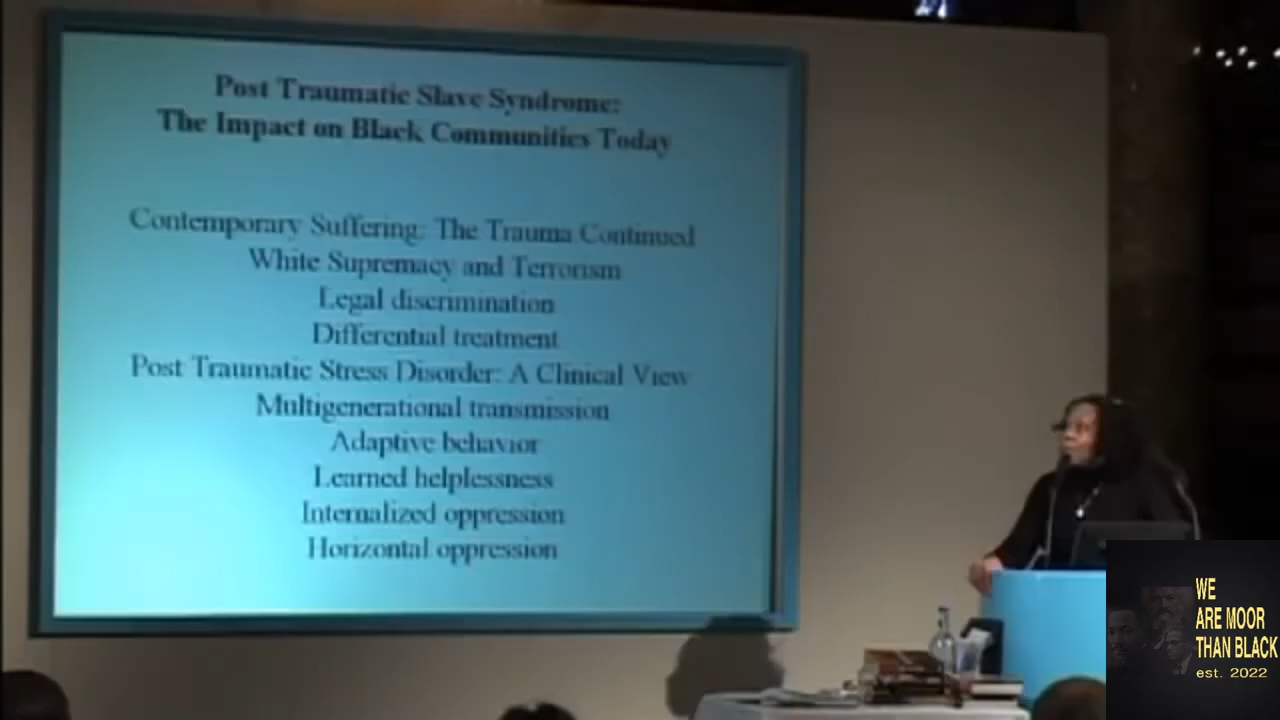 Post Traumatic Slave Syndrome:
The Impact on Black Communities Today
Contemporary Suffering: The Trauma Continued
White Supremacy and Terrorism
Legal discrimination
Differential treatment
Post Traumatic Stress Disorder: A Clinical View
Multigenerational transmission
Adaptive behavior
Learned helplessness
Internalized oppression
Horizontal oppression
WE
ARE MOOR
THAN BLACK
est. 2022